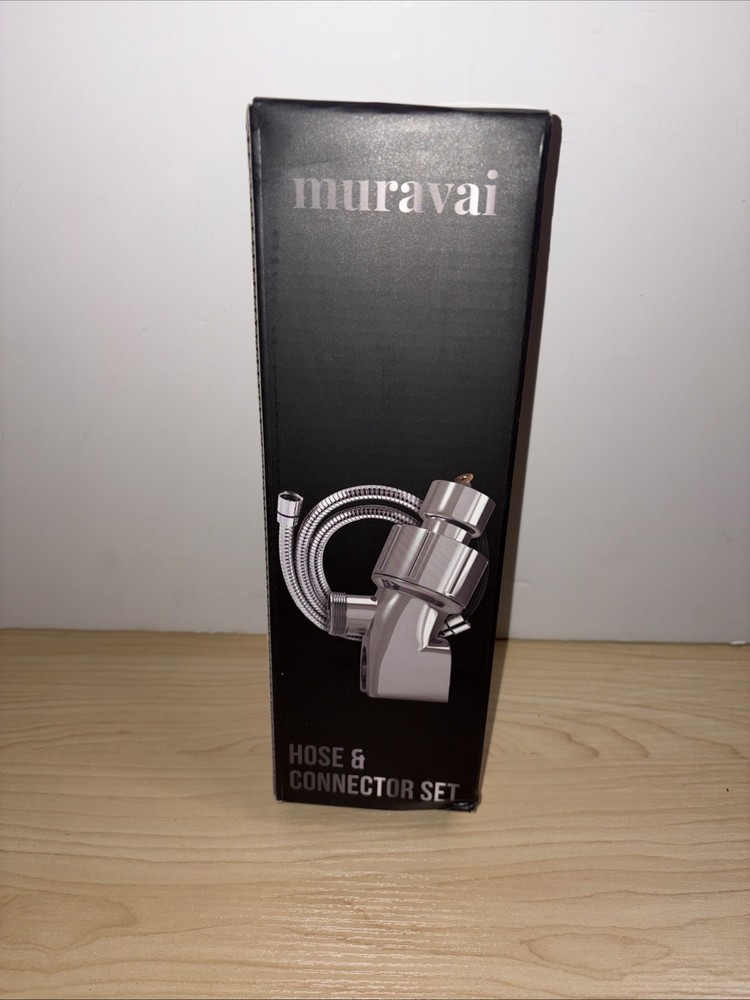 muravai
HOSE &
CONNECTOR SET